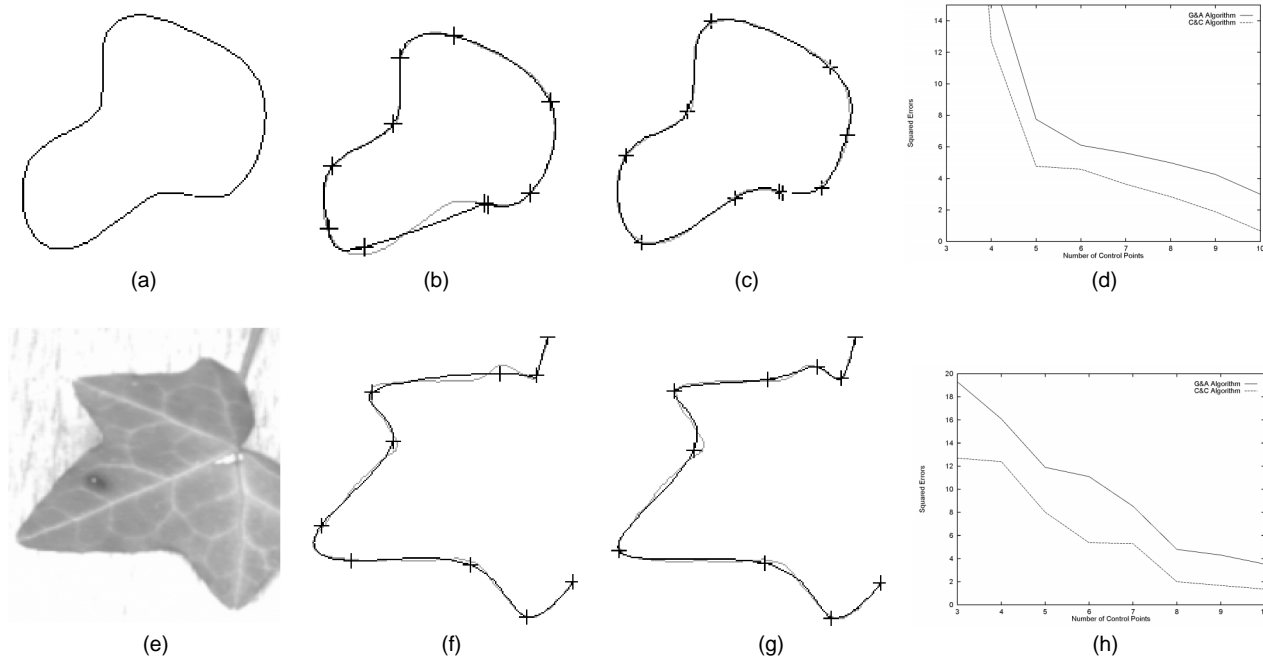 G&A Algorithm
C&C Algorithm
14
12
10
8
6
4
2
0
Squared Errors
3 4 5 6 7 8 9 10
Number of Control Points
(a) (b) (c) (d)
G&A Algorithm
C&C Algorithm
20
18
16
14
12
10
8
6
4
2
0
Squared Errors
3 4 5 6 7 8 9 10
Number of Control Points
(e) (f) (g) (h)